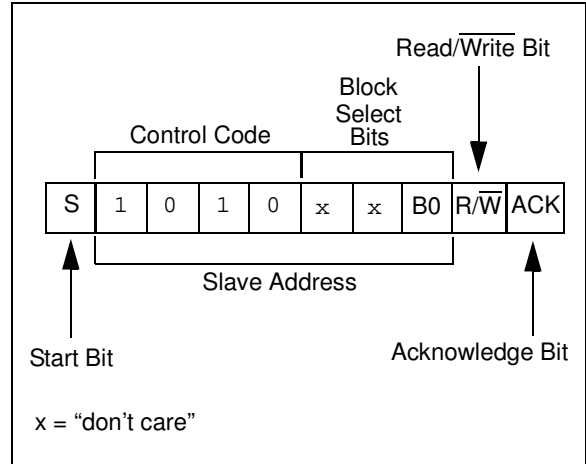 Read/Write Bit
Block
Select
Bits
Control Code
S 1 0 1 0 x x B0 R/W ACK
Slave Address
Start Bit
Acknowledge Bit
x = “don’t care”